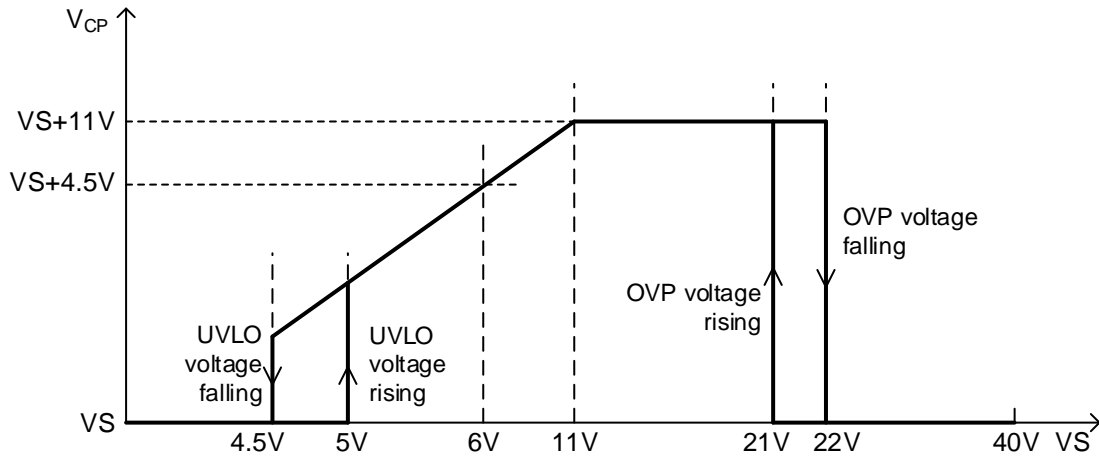 VCP
VS+11V
VS+4.5V
OVP voltage
falling
OVP voltage
rising
UVLO
voltage
falling
UVLO
voltage
rising
VS
4.5V
5V
6V
11V
21V
22V
40V
VS